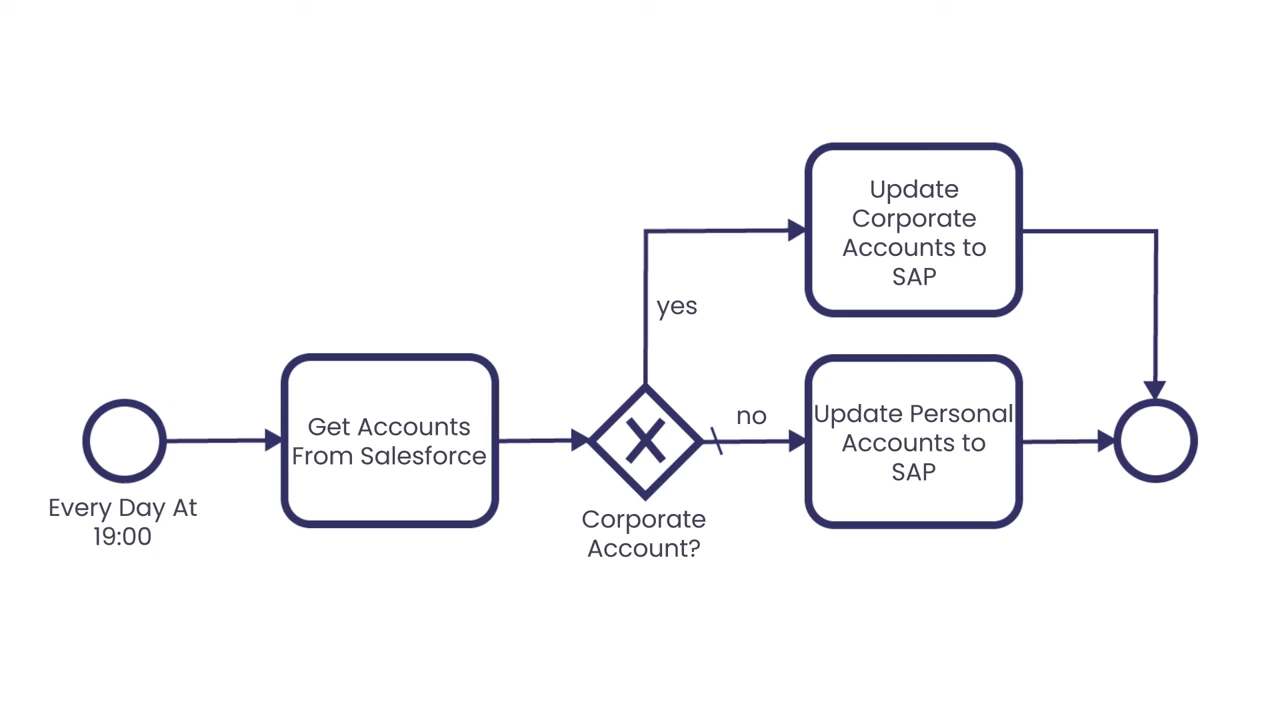 Every Day At
19:00
Get Accounts
From Salesforce
Corporate
Account?
yes
no
Update
Corporate
Accounts to
SAP
Update Personal
Accounts to
SAP